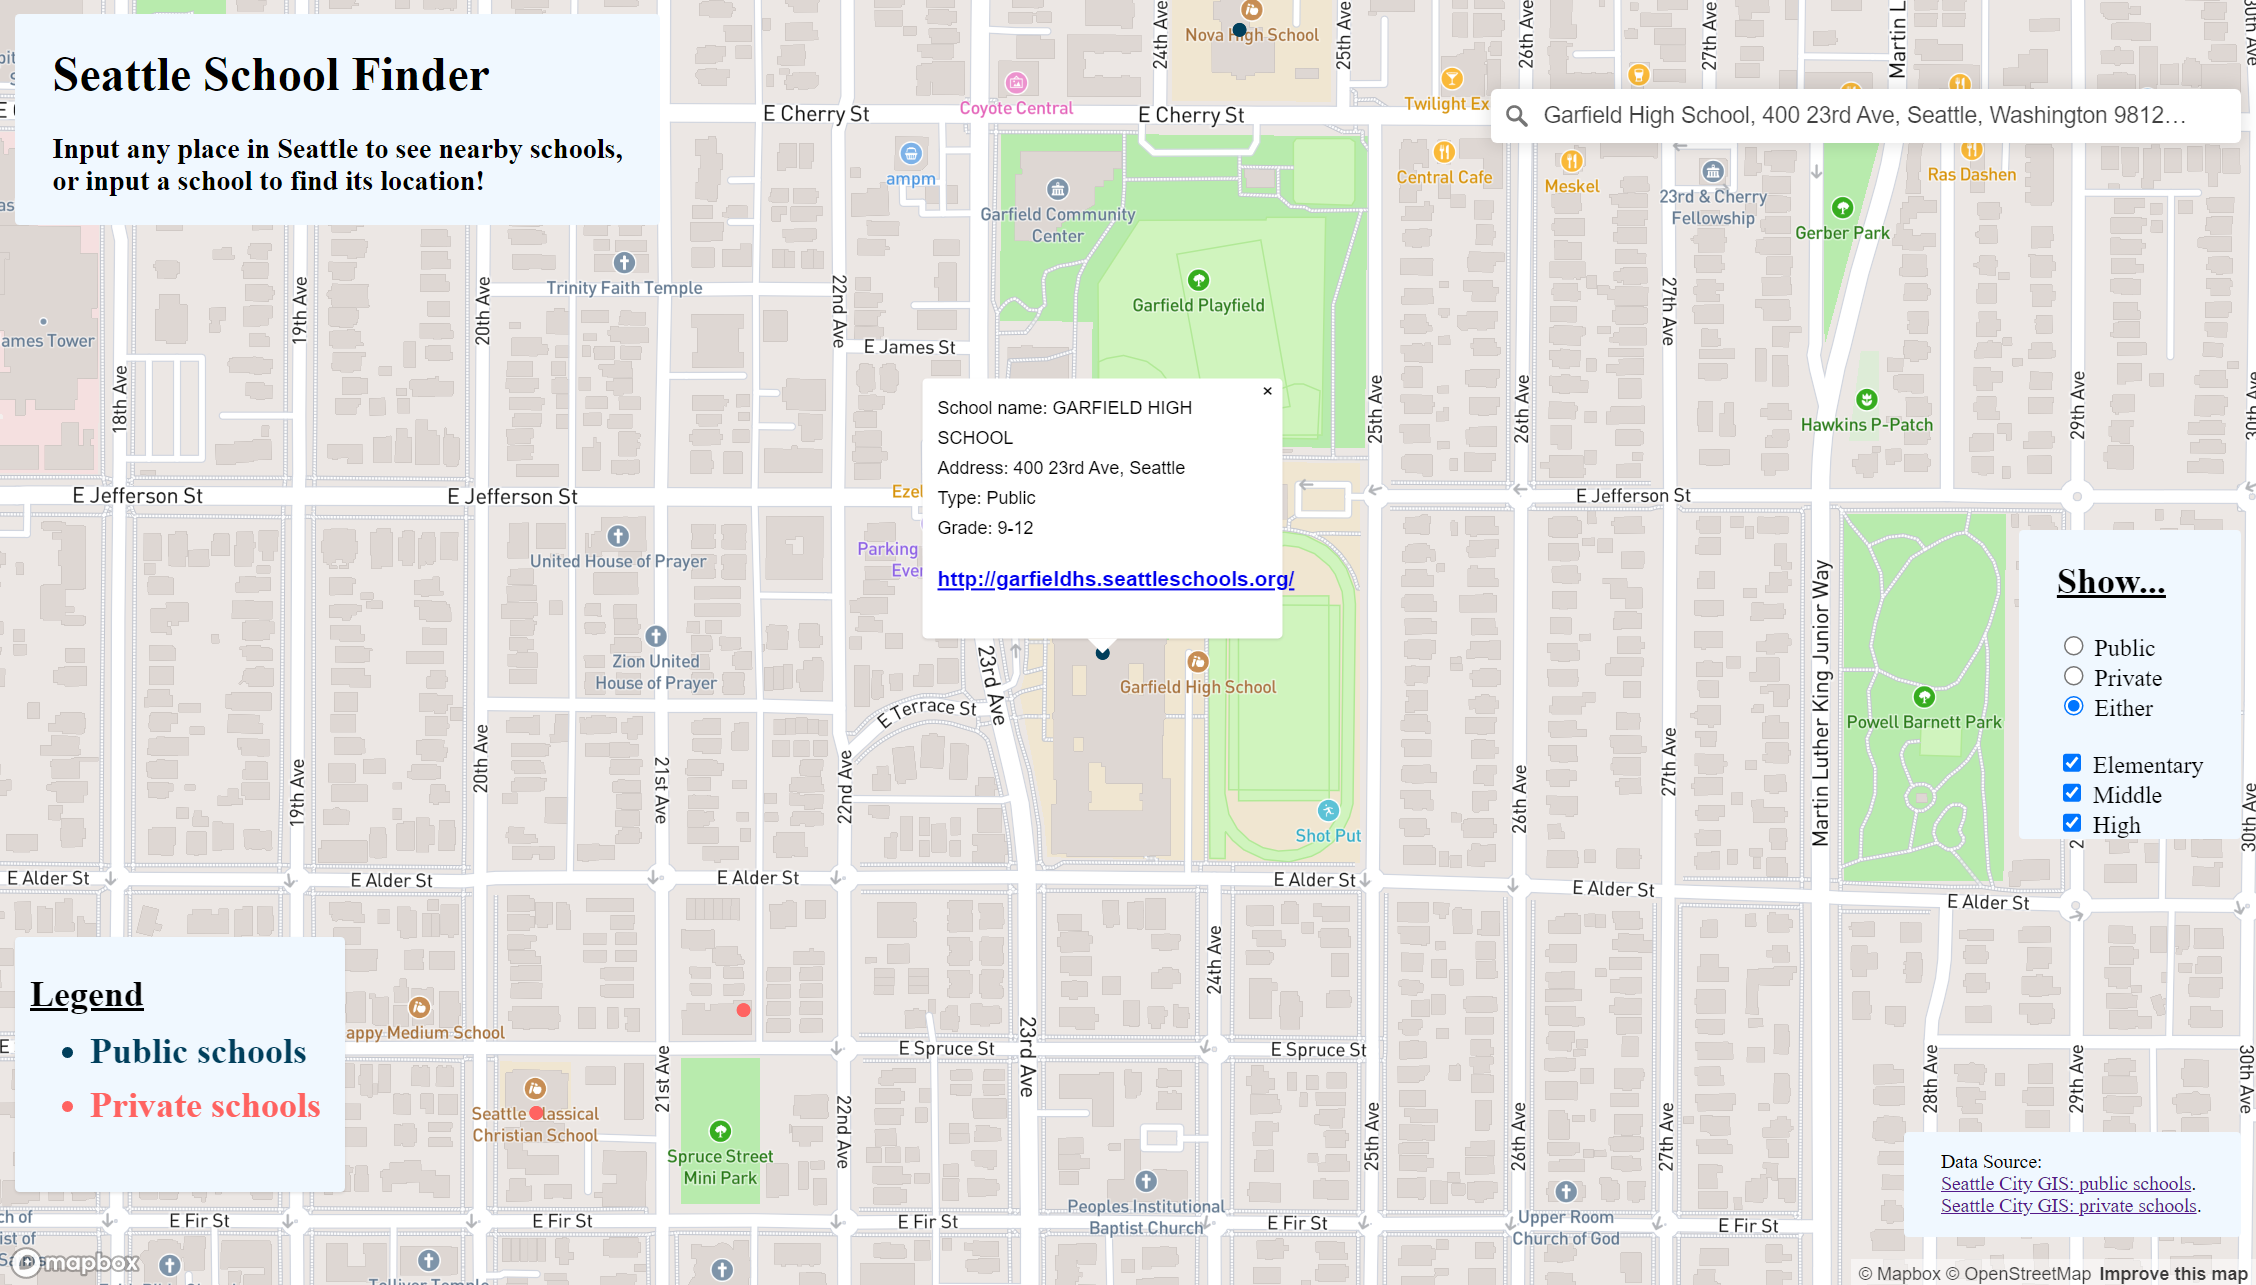 Seattle School Finder
Input any place in Seattle to see nearby schools,
or input a school to find its location!
Garfield High School, 400 23rd Ave, Seattle, Washington 9812...
Nova High School
24th Ave
25th Ave
26th Ave
27th Ave
Martin L
30th Ave
Coyote Central
E Cherry St
E Cherry St
Twilight Ex
ampm
Central Cafe
Meskel
Ras Dashen
Garfield Community
Center
23rd & Cherry
Fellowship
Gerber Park
Trinity Faith Temple
Garfield Playfield
19th Ave
20th Ave
22nd Ave
27th Ave
ames Tower
E James St
18th Ave
25th Ave
26th Ave
29th Ave
30th Ave
Hawkins P-Patch
×
School name: GARFIELD HIGH
SCHOOL
Address: 400 23rd Ave, Seattle
Type: Public
Grade: 9-12
http://garfieldhs.seattleschools.org/
E Jefferson St
E Jefferson St
E Jefferson St
Ezel
Parking
Ever
United House of Prayer
Zion United
House of Prayer
23rd Ave
Garfield High School
E Terrace St
Martin Luther King Junior Way
Powell Barnett Park
Show...
Public
Private
Either
Elementary
Middle
High
19th Ave
20th Ave
21st Ave
22nd Ave
26th Ave
27th Ave
30th Ave
Shot Put
E Alder St
E Alder St
E Alder St
E Alder St
E Alder St
E Alder St
Legend
Public schools
Private schools
appy Medium School
24th Ave
23rd Ave
E Spruce St
E Spruce St
21st Ave
22nd Ave
25th Ave
26th Ave
27th Ave
28th Ave
29th Ave
30th Ave
Seattle Classical
Christian School
Spruce Street
Mini Park
Peoples Institutional
Baptist Church
Upper Room
Church of God
Data Source:
Seattle City GIS: public schools.
Seattle City GIS: private schools.
ch of
ist of
E Fir St
E Fir St
E Fir St
E Fir St
E Fir St
mapbox
Tolliver Temple
© Mapbox © OpenStreetMap Improve this map